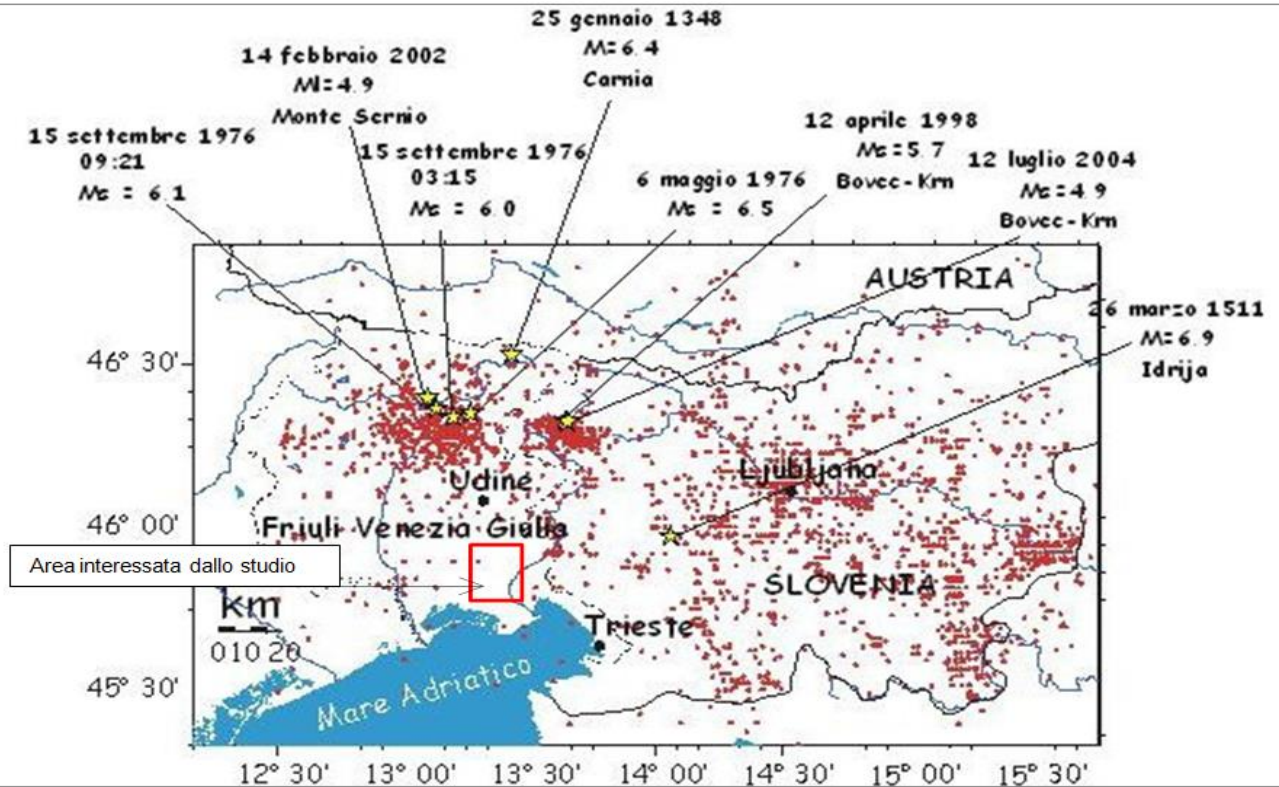 25 gennaio 1348
M=6.4
Carnia
14 febbraio 2002
Ml=4.9
Monte Sernio
15 settembre 1976
09:21
Ms = 6.1
15 settembre 1976
03:15
Ms = 6.0
6 maggio 1976
Ms = 6.5
12 aprile 1998
Ms=5.7
Bovec-Krn
12 luglio 2004
Ms=4.9
Bovec-Krn
26 marzo 1511
M=6.9
Idrija
AUSTRIA
46° 30'
Ljubljana
Udine
46° 00'
Friuli Venezia Giulia
Area interessata dallo studio
SLOVENIA
Km
0 10 20
Trieste
45° 30'
Mare Adriatico
12° 30' 13° 00' 13° 30' 14° 00' 14° 30' 15° 00' 15° 30'